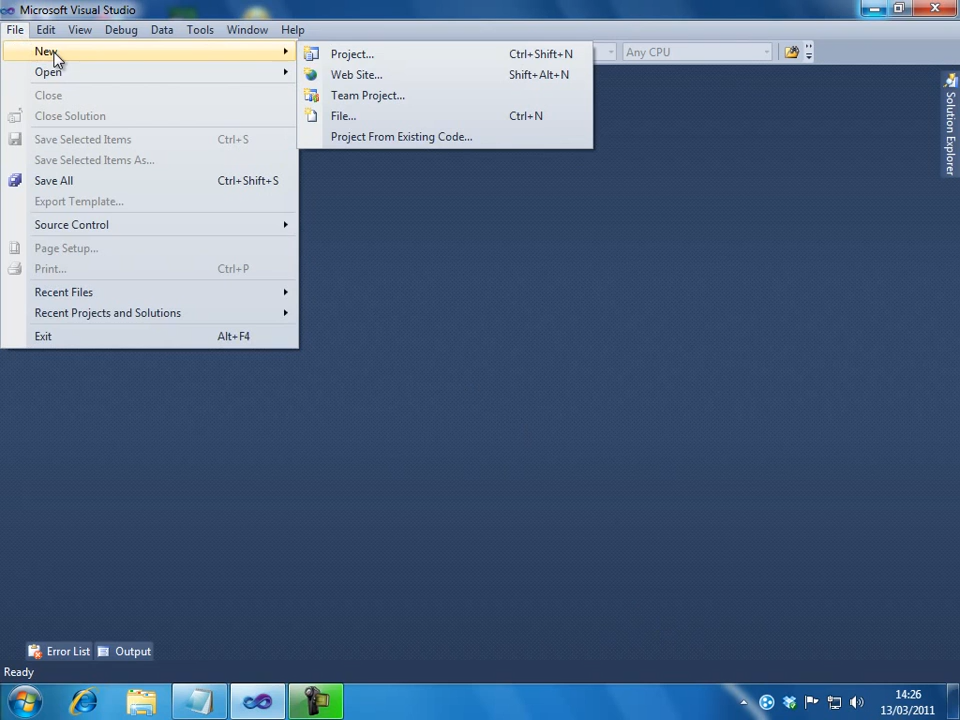 Microsoft Visual Studio
File Edit View Debug Data Tools Window Help
New
Project... Ctrl+Shift+N
Any CPU
Open
Web Site... Shift+Alt+N
Close
Team Project...
Close Solution
File... Ctrl+N
Save Selected Items Ctrl+S
Project From Existing Code...
Save Selected Items As...
Save All Ctrl+Shift+S
Export Template...
Source Control
Page Setup...
Print... Ctrl+P
Recent Files
Recent Projects and Solutions
Exit Alt+F4
Solution Explorer
Error List Output
Ready
14:26
13/03/2011